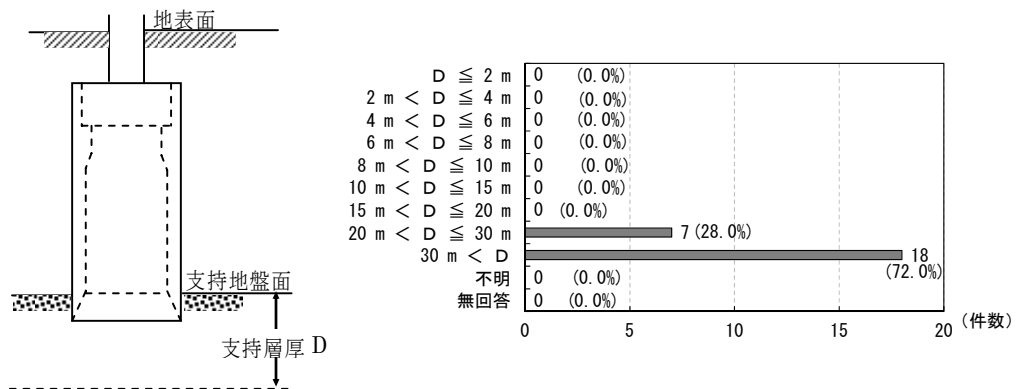 地表面
支持地盤面
支持層厚 D
D ≦ 2 m 0 (0.0%)
2 m < D ≦ 4 m 0 (0.0%)
4 m < D ≦ 6 m 0 (0.0%)
6 m < D ≦ 8 m 0 (0.0%)
8 m < D ≦ 10 m 0 (0.0%)
10 m < D ≦ 15 m 0 (0.0%)
15 m < D ≦ 20 m 0 (0.0%)
20 m < D ≦ 30 m 7 (28.0%)
30 m < D 18 (72.0%)
不明 0 (0.0%)
無回答 0 (0.0%)
0 5 10 15 20 (件数)